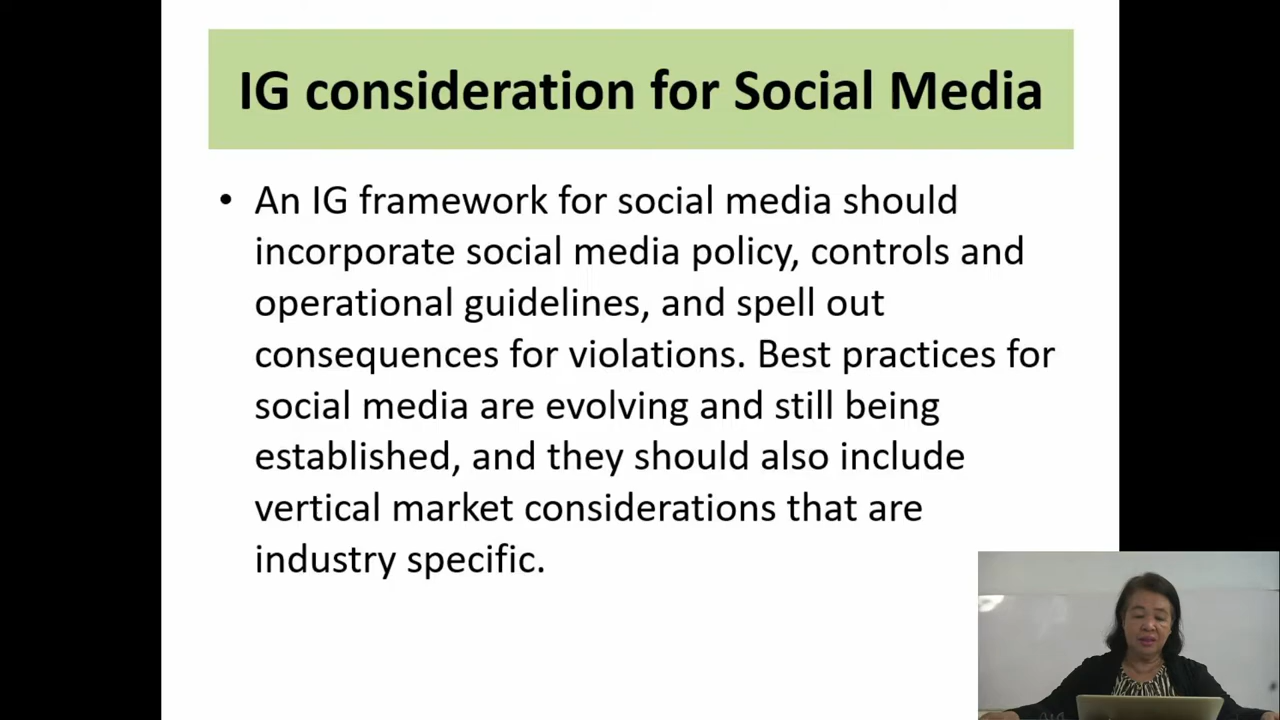 IG consideration for Social Media
• An IG framework for social media should
incorporate social media policy, controls and
operational guidelines, and spell out
consequences for violations. Best practices for
social media are evolving and still being
established, and they should also include
vertical market considerations that are
industry specific.